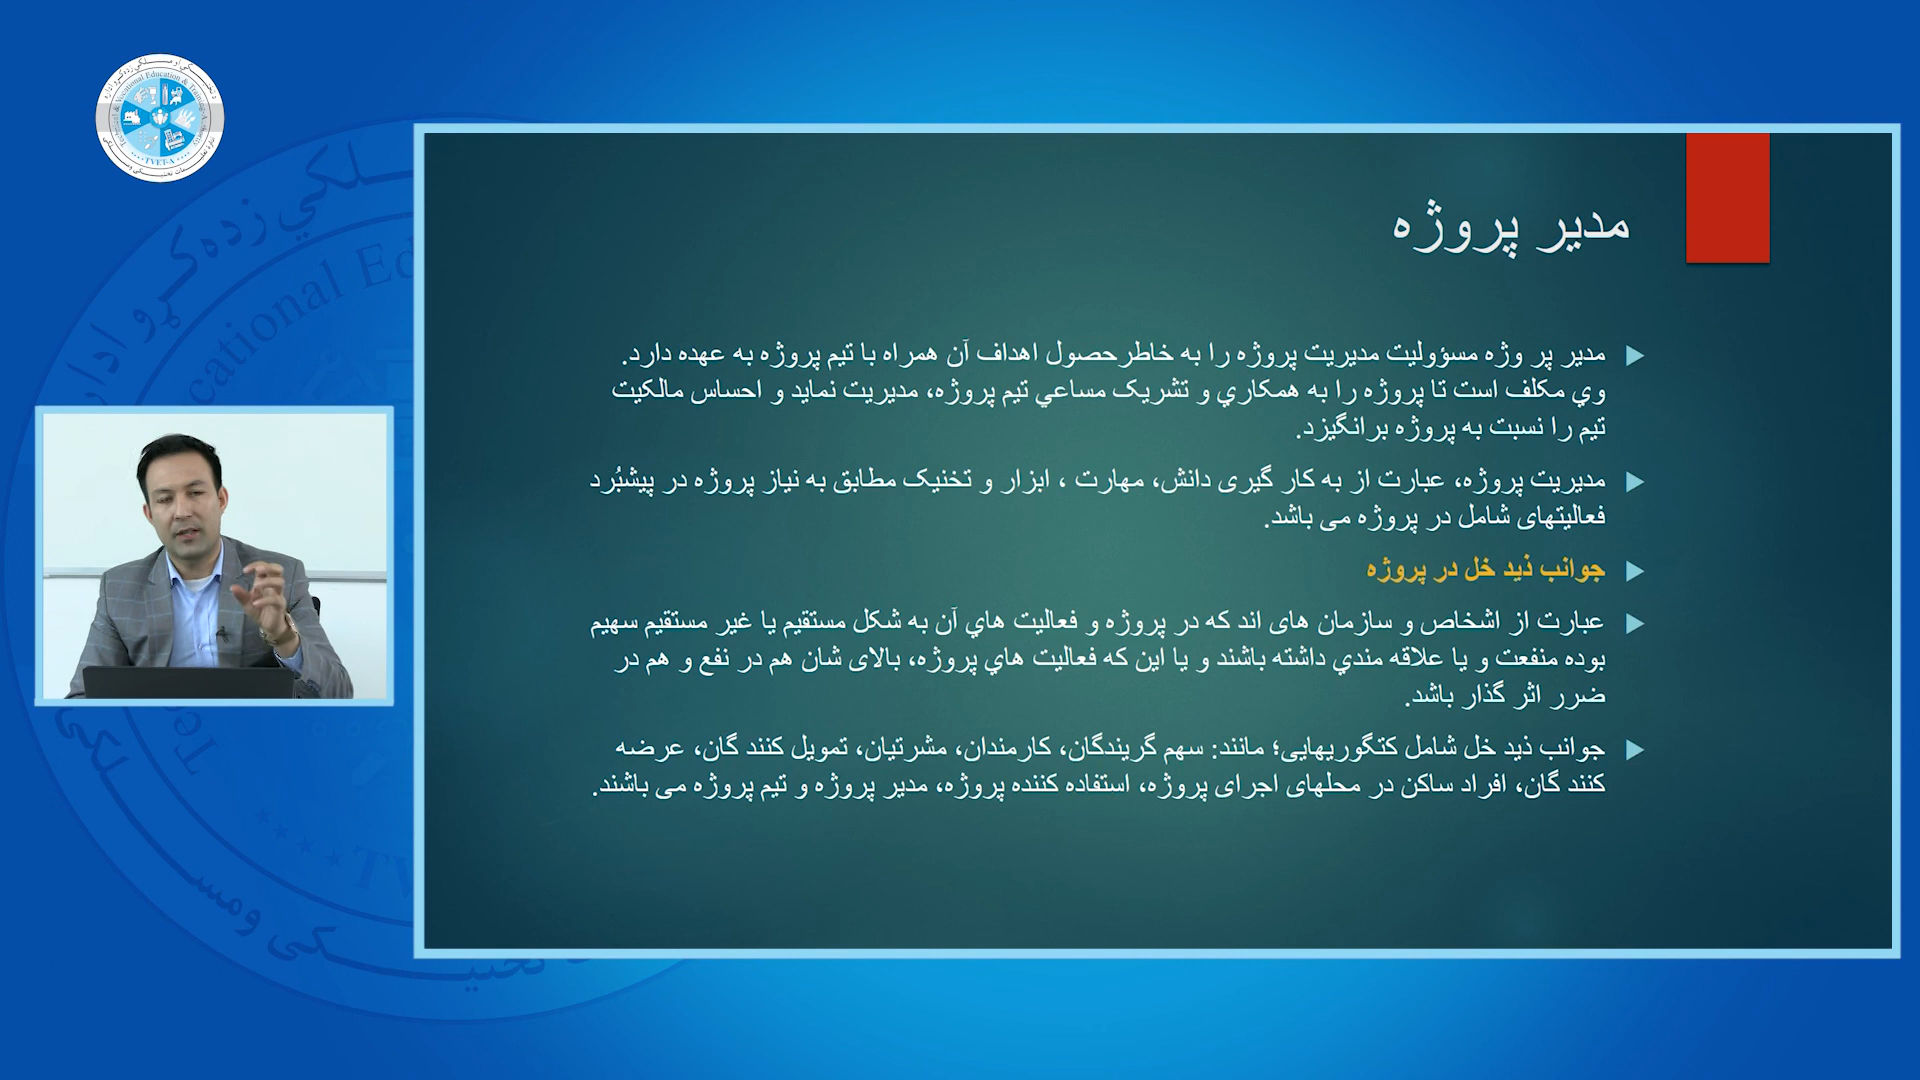 مدیر پروژه
مدیر پر وژه مسؤولیت مدیریت پروژه را به خاطرحصول اهداف آن همراه با تیم پروژه به عهده دارد.
وي مکلف است تا پروژه را به همکاري و تشریک مساعي تیم پروژه، مدیریت نماید و احساس مالکیت
تیم را نسبت به پروژه برانگیزد.
مدیریت پروژه، عبارت از به کار گیری دانش، مهارت ، ابزار و تخنیک مطابق به نیاز پروژه در پیشبُرد
فعالیتهای شامل در پروژه می باشد.
جوانب ذید خل در پروژه
عبارت از اشخاص و سازمان های اند که در پروژه و فعالیت هاي آن به شکل مستقیم یا غیر مستقیم سهیم
بوده منفعت و یا علاقه مندي داشته باشند و یا این که فعالیت هاي پروژه، بالای شان هم در نفع و هم در
ضرر اثر گذار باشد.
جوانب ذید خل شامل کتگوریهایی؛ مانند: سهم گریندگان، کارمندان، مشرتیان، تمویل کنند گان، عرضه
کنند گان، افراد ساکن در محلهای اجرای پروژه، استفاده کننده پروژه، مدیر پروژه و تیم پروژه می باشند.
Technical & Vocational Education & Training
TVET-A